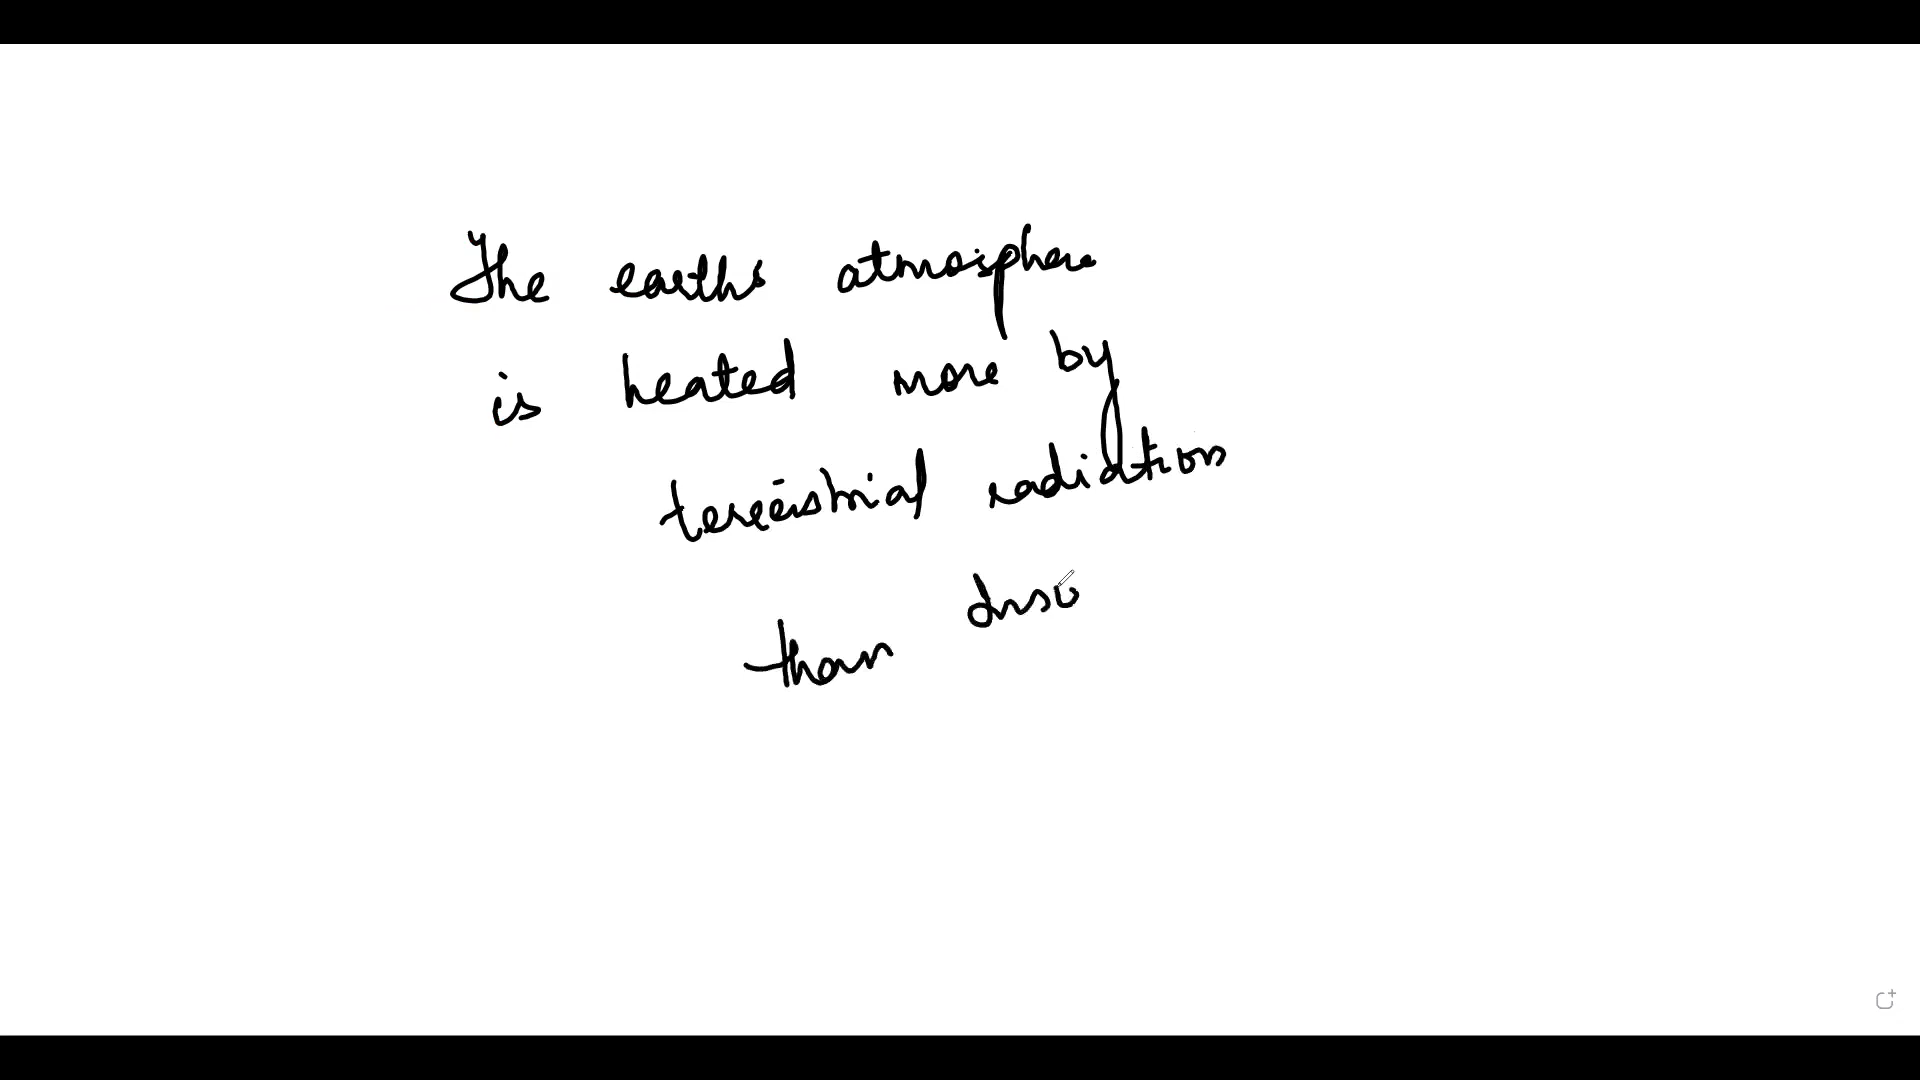 The earths atmosphere
is heated more by
terrestrial radiation
than